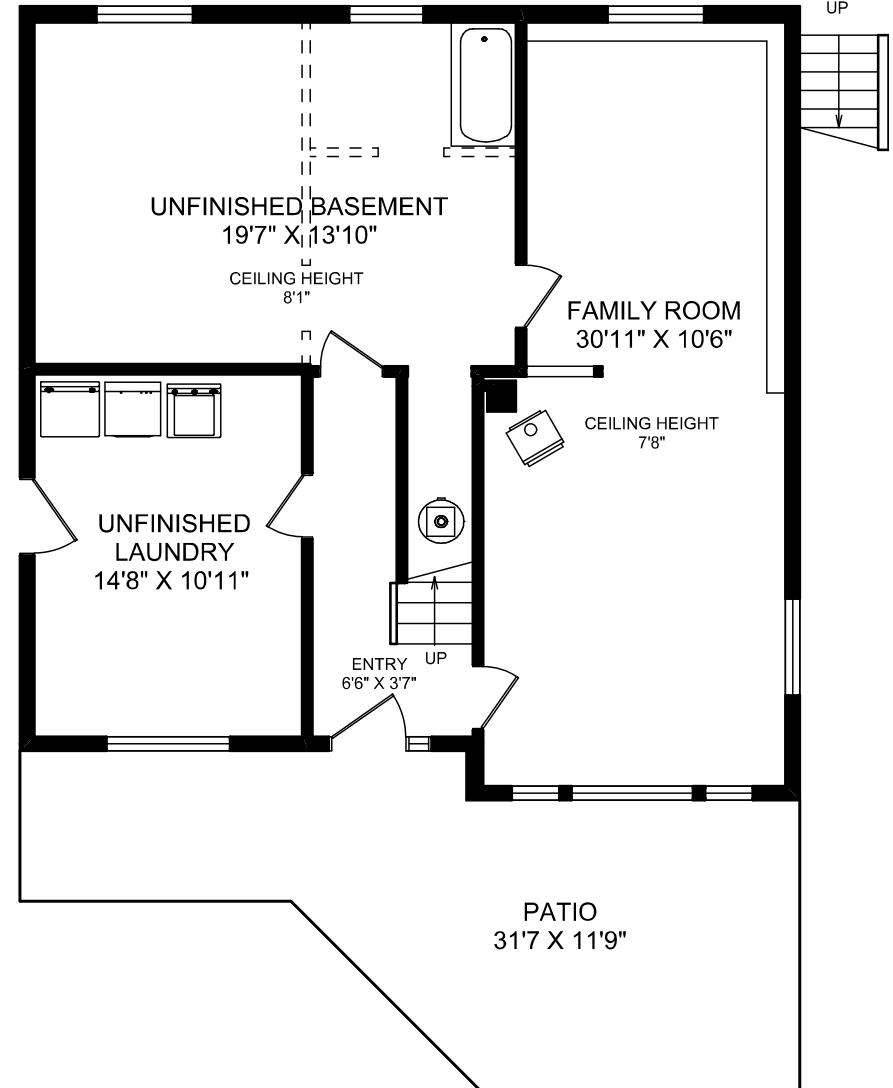 UP
UNFINISHED BASEMENT
19'7" X 13'10"
CEILING HEIGHT
8'1"
FAMILY ROOM
30'11" X 10'6"
CEILING HEIGHT
7'8"
UNFINISHED
LAUNDRY
14'8" X 10'11"
ENTRY
6'6" X 3'7"
UP
PATIO
31'7 X 11'9"